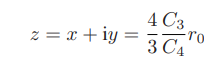 z = x + iy = \frac{4}{3} \frac{C_3}{C_4} r_0